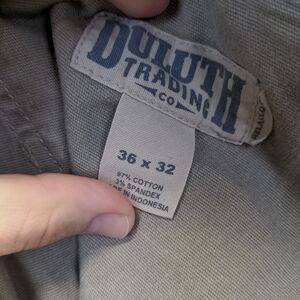 DULUTH
TRADING
CO
36 x 32
97% COTTON
3% SPANDEX
IN INDONESIA